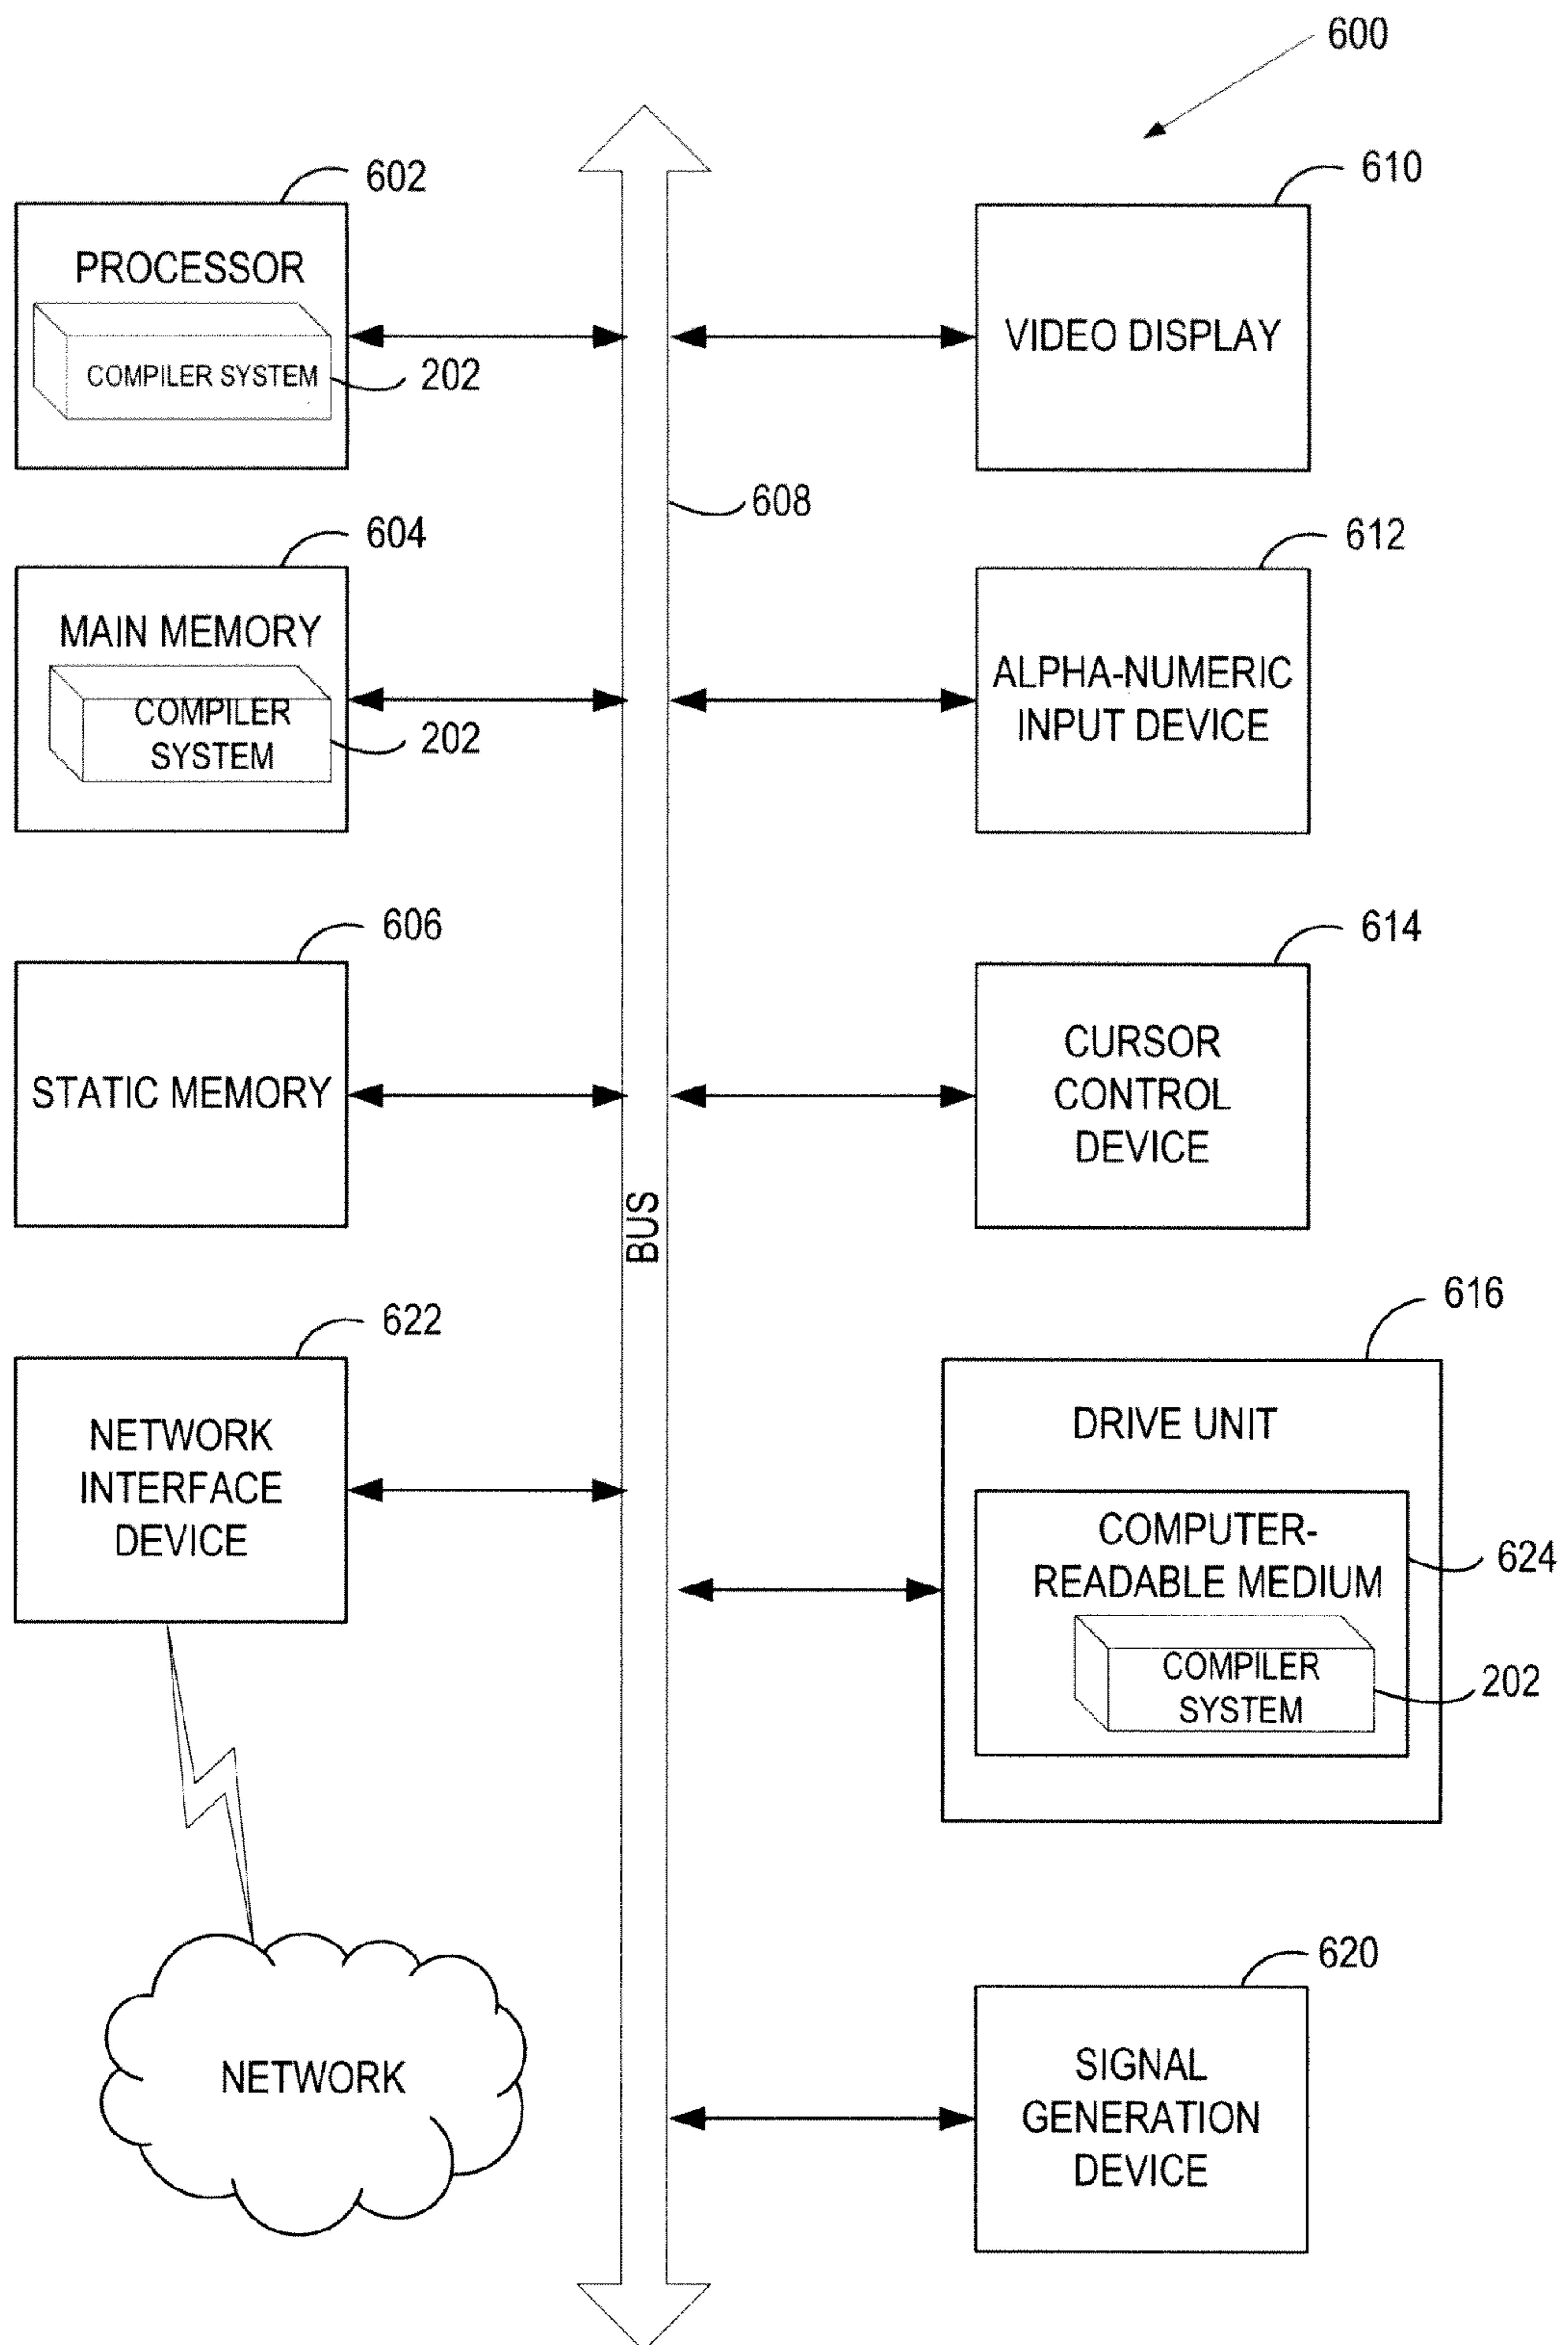 600
602
PROCESSOR
COMPILER SYSTEM
202
610
VIDEO DISPLAY
608
604
MAIN MEMORY
COMPILER
SYSTEM
202
612
ALPHA-NUMERIC
INPUT DEVICE
606
STATIC MEMORY
614
CURSOR
CONTROL
DEVICE
BUS
622
NETWORK
INTERFACE
DEVICE
616
DRIVE UNIT
COMPUTER-
READABLE MEDIUM
624
COMPILER
SYSTEM
202
NETWORK
620
SIGNAL
GENERATION
DEVICE